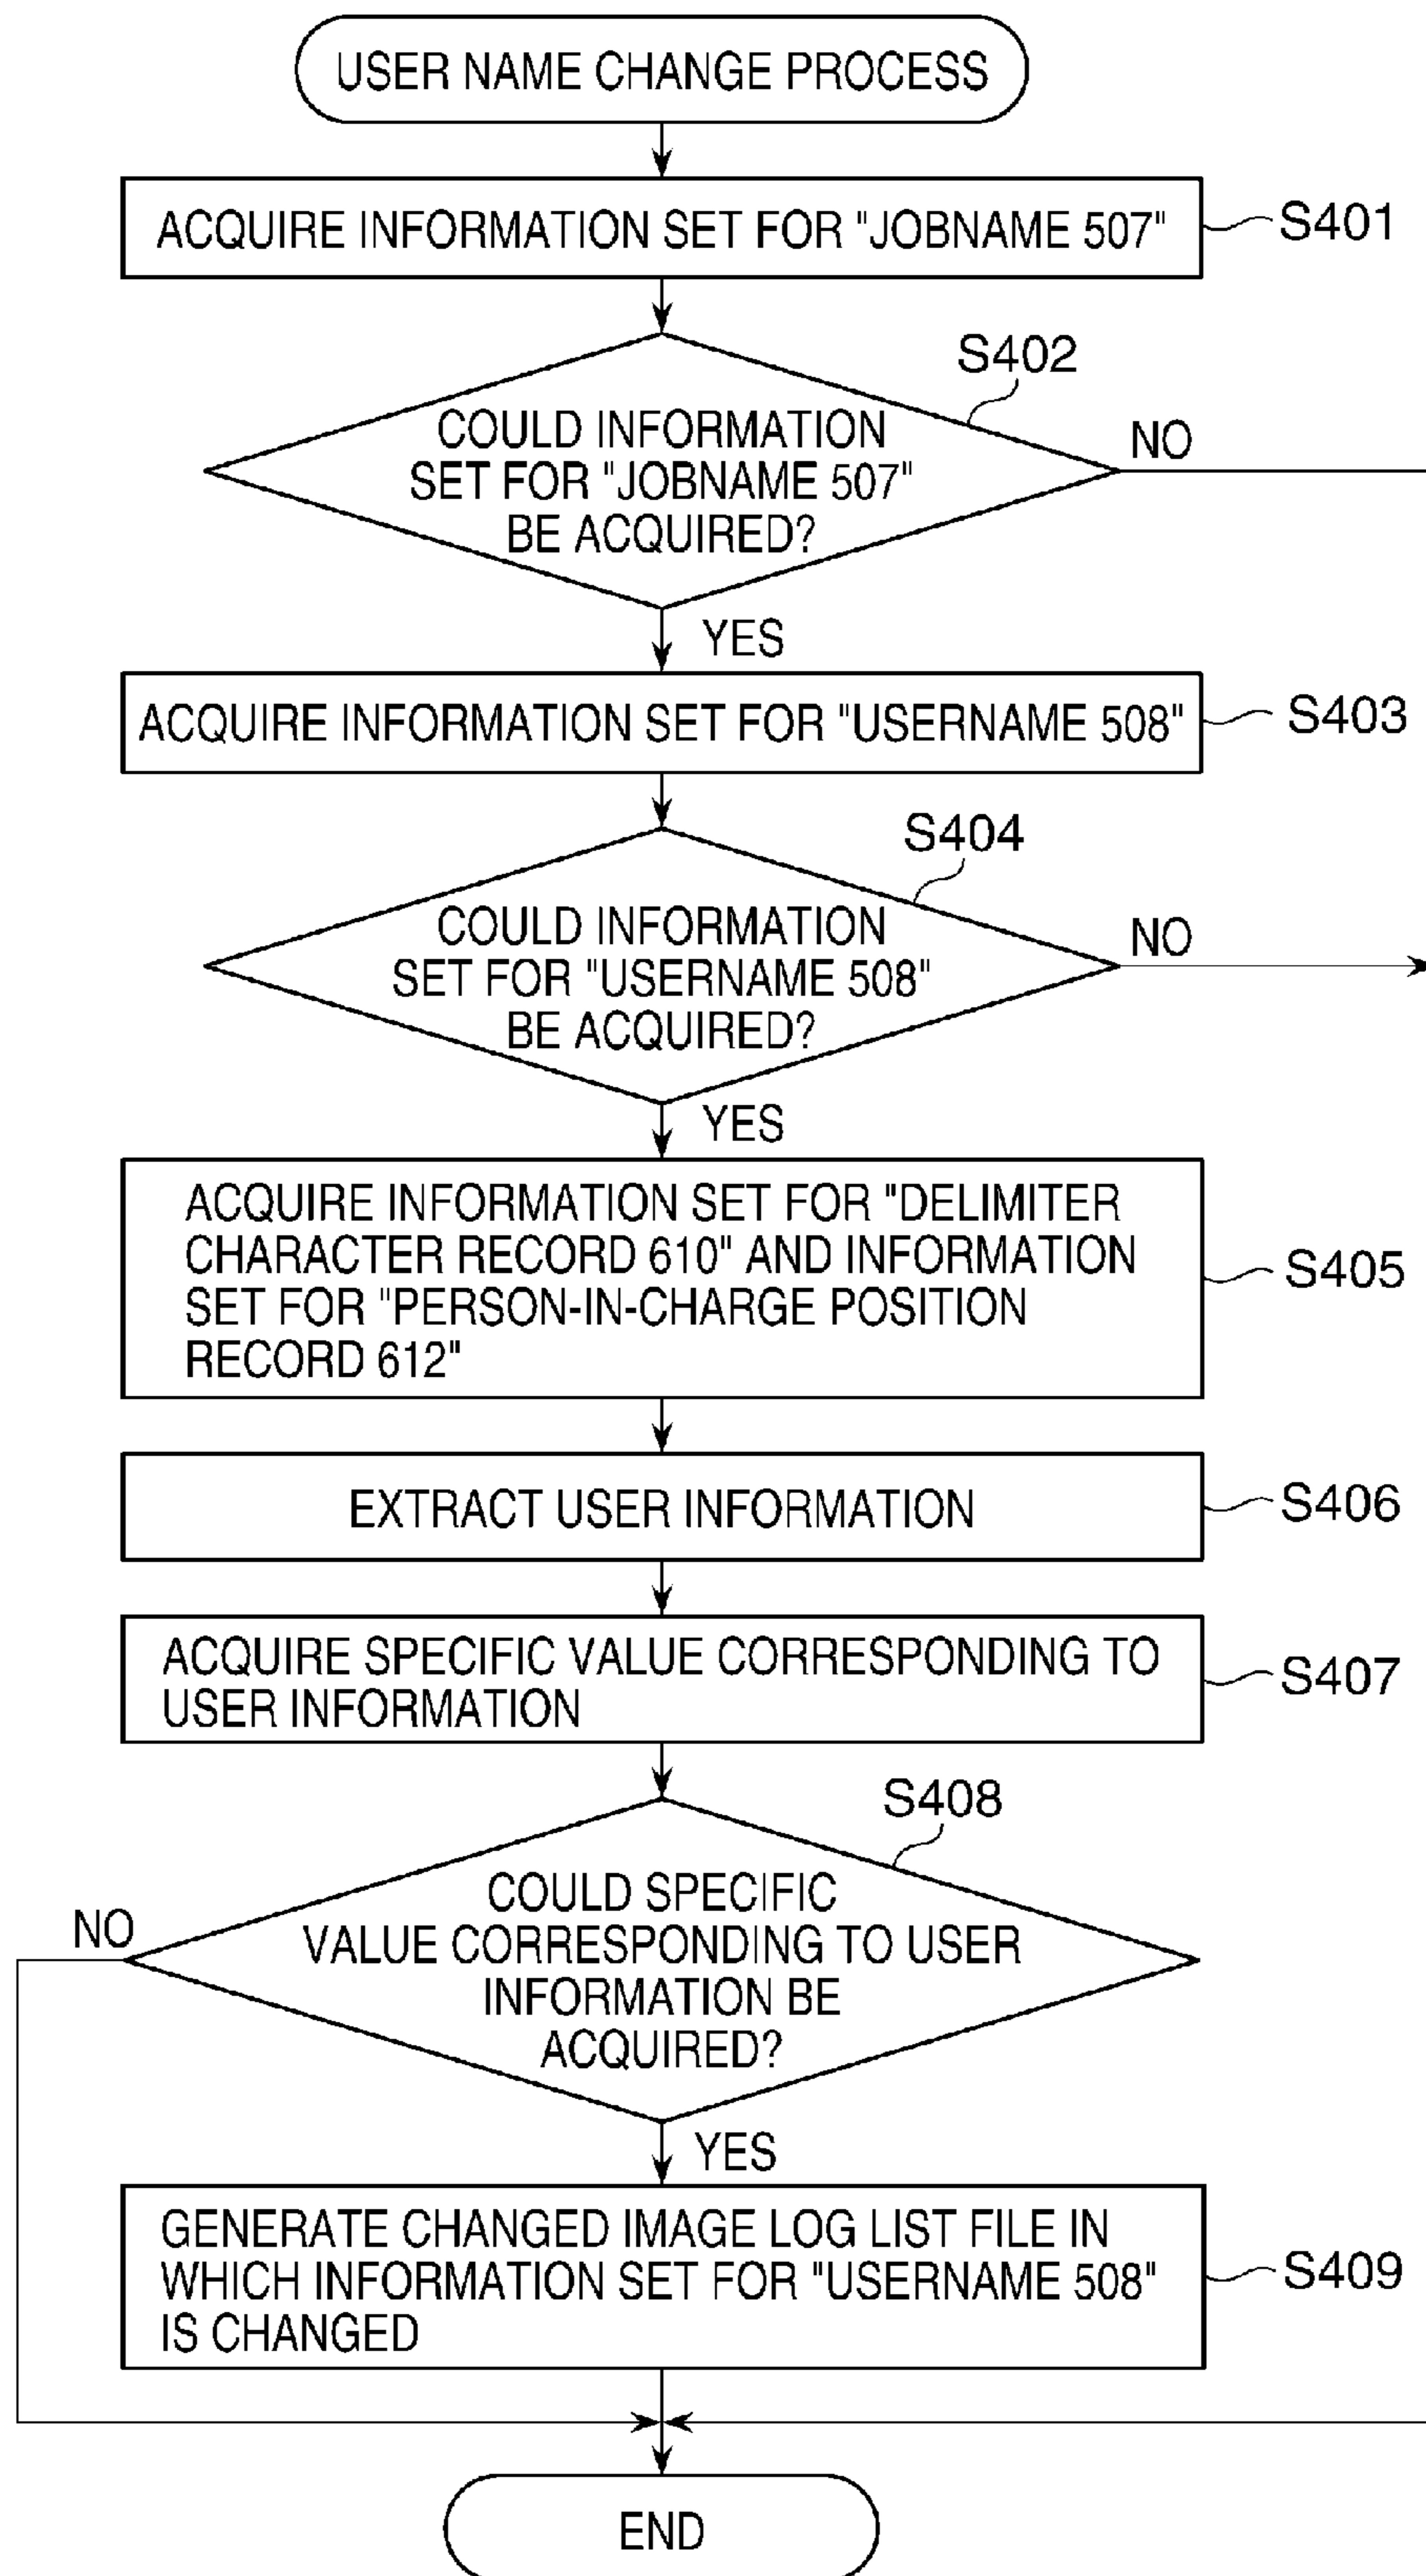 USER NAME CHANGE PROCESS
ACQUIRE INFORMATION SET FOR "JOBNAME 507"
S401
S402
COULD INFORMATION
SET FOR "JOBNAME 507"
BE ACQUIRED?
NO
YES
ACQUIRE INFORMATION SET FOR "USERNAME 508"
S403
S404
COULD INFORMATION
SET FOR "USERNAME 508"
BE ACQUIRED?
NO
YES
ACQUIRE INFORMATION SET FOR "DELIMITER
CHARACTER RECORD 610" AND INFORMATION
SET FOR "PERSON-IN-CHARGE POSITION
RECORD 612"
S405
EXTRACT USER INFORMATION
S406
ACQUIRE SPECIFIC VALUE CORRESPONDING TO
USER INFORMATION
S407
S408
COULD SPECIFIC
VALUE CORRESPONDING TO USER
INFORMATION BE
ACQUIRED?
NO
YES
GENERATE CHANGED IMAGE LOG LIST FILE IN
WHICH INFORMATION SET FOR "USERNAME 508"
IS CHANGED
S409
END